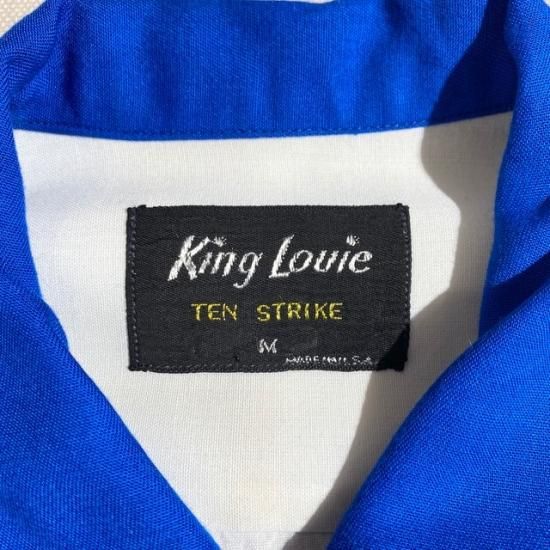 King Louie
TEN STRIKE
M
MADE IN U.S.A.